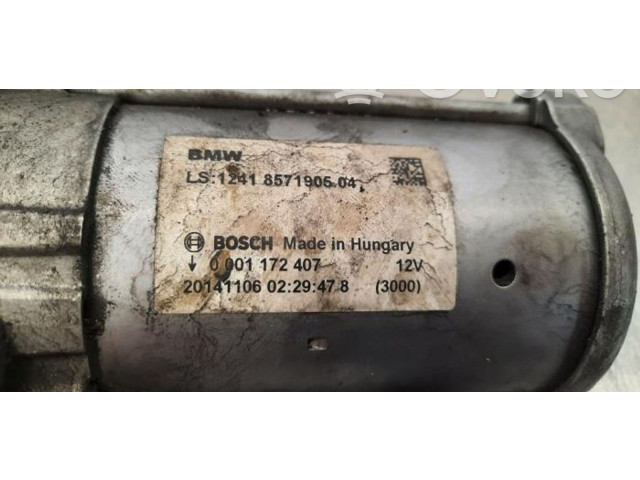 BMW
LS:1241 8571905.04
BOSCH Made in Hungary
0 001 172 407 12V
20141106 02:29:47 8 (3000)